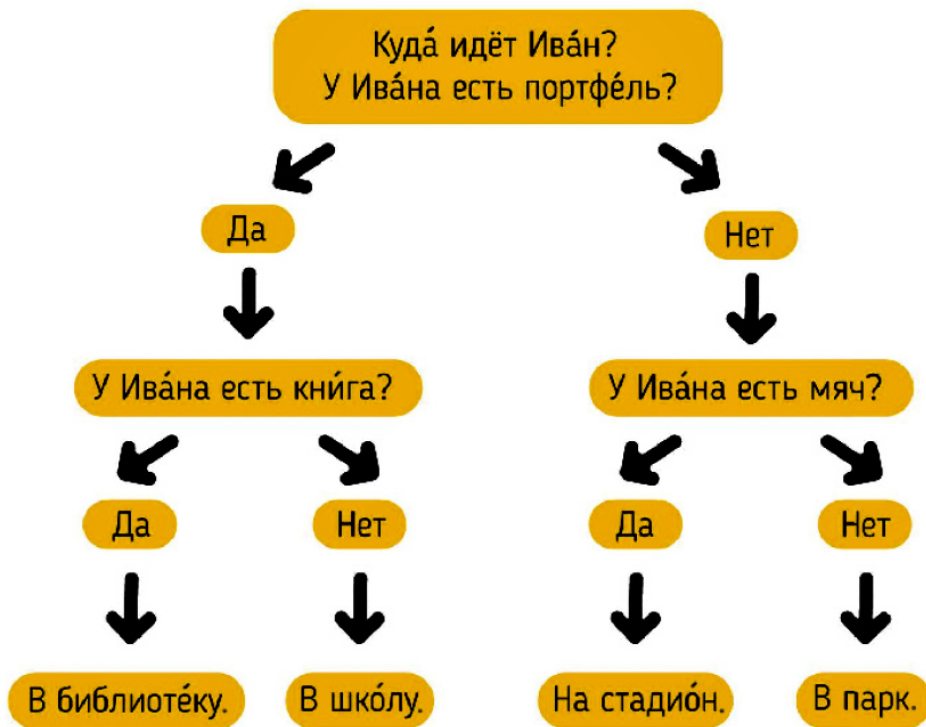 Куда́ идёт Ива́н?
У Ива́на есть портфе́ль?
Да
Нет
У Ива́на есть кни́га?
У Ива́на есть мяч?
Да
Нет
Да
Нет
В библиоте́ку.
В шко́лу.
На стадио́н.
В парк.